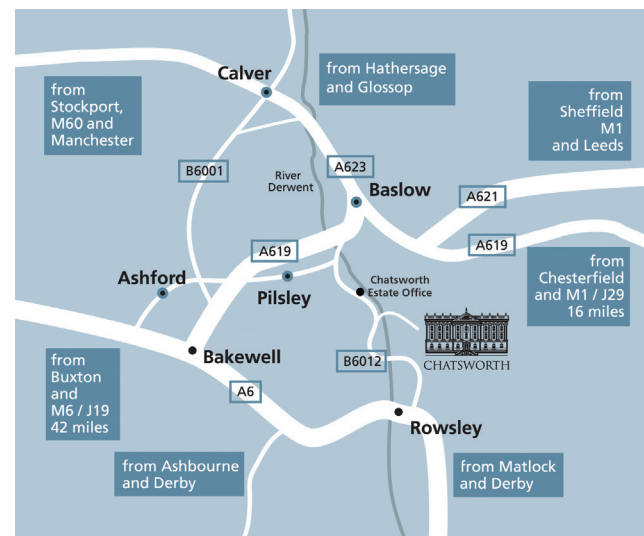 Calver
from
Stockport,
M60 and
Manchester
from Hathersage
and Glossop
from
Sheffield
M1
and Leeds
B6001
River
Derwent
A623
Baslow
A621
A619
A619
Ashford
Pilsley
Chatsworth
Estate Office
from
Chesterfield
and M1 / J29
16 miles
CHATSWORTH
Bakewell
B6012
from
Buxton
and
M6 / J19
42 miles
A6
Rowsley
from Ashbourne
and Derby
from Matlock
and Derby